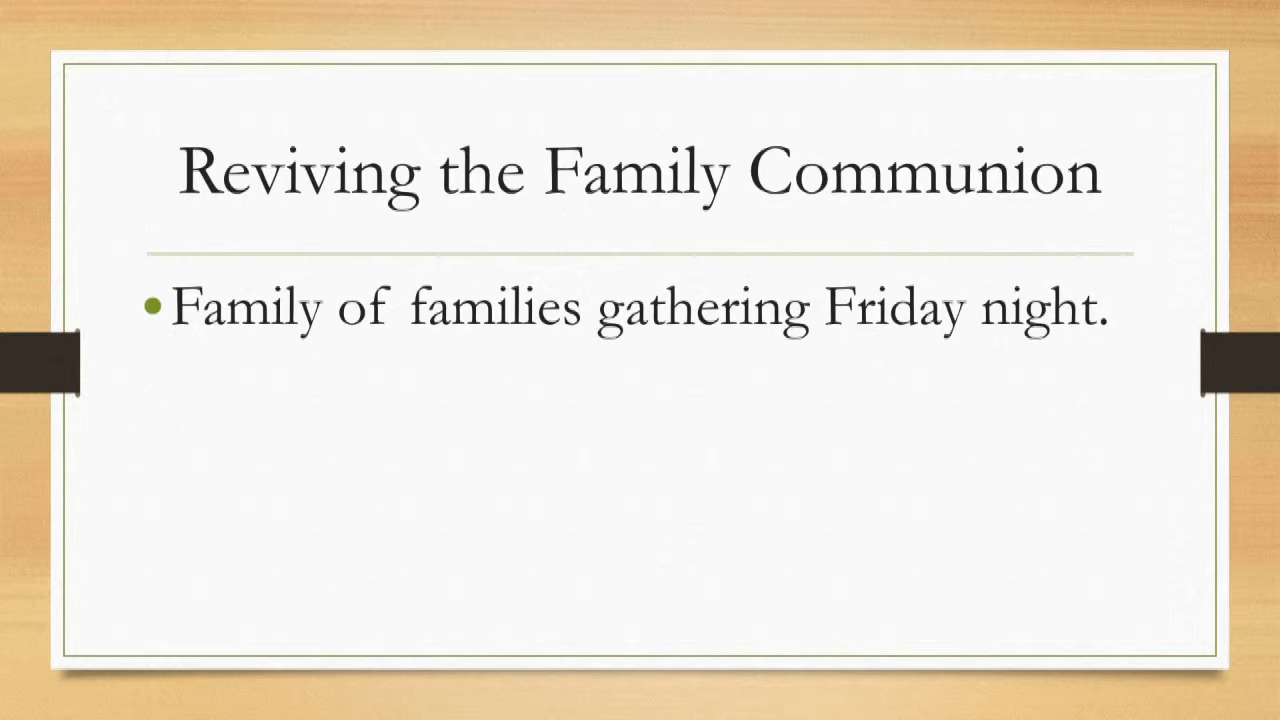 Reviving the Family Communion
• Family of families gathering Friday night.